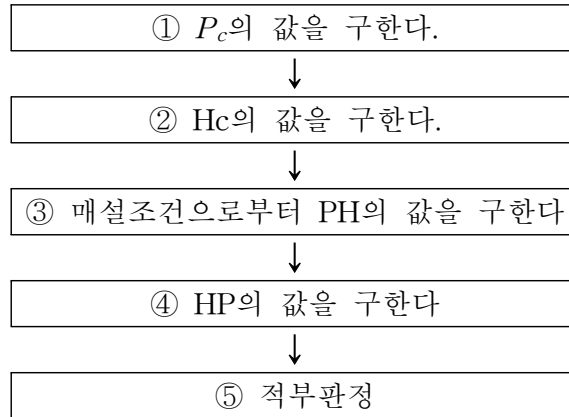 ① Pc의 값을 구한다.
② Hc의 값을 구한다.
③ 매설조건으로부터 PH의 값을 구한다
④ HP의 값을 구한다
⑤ 적부판정